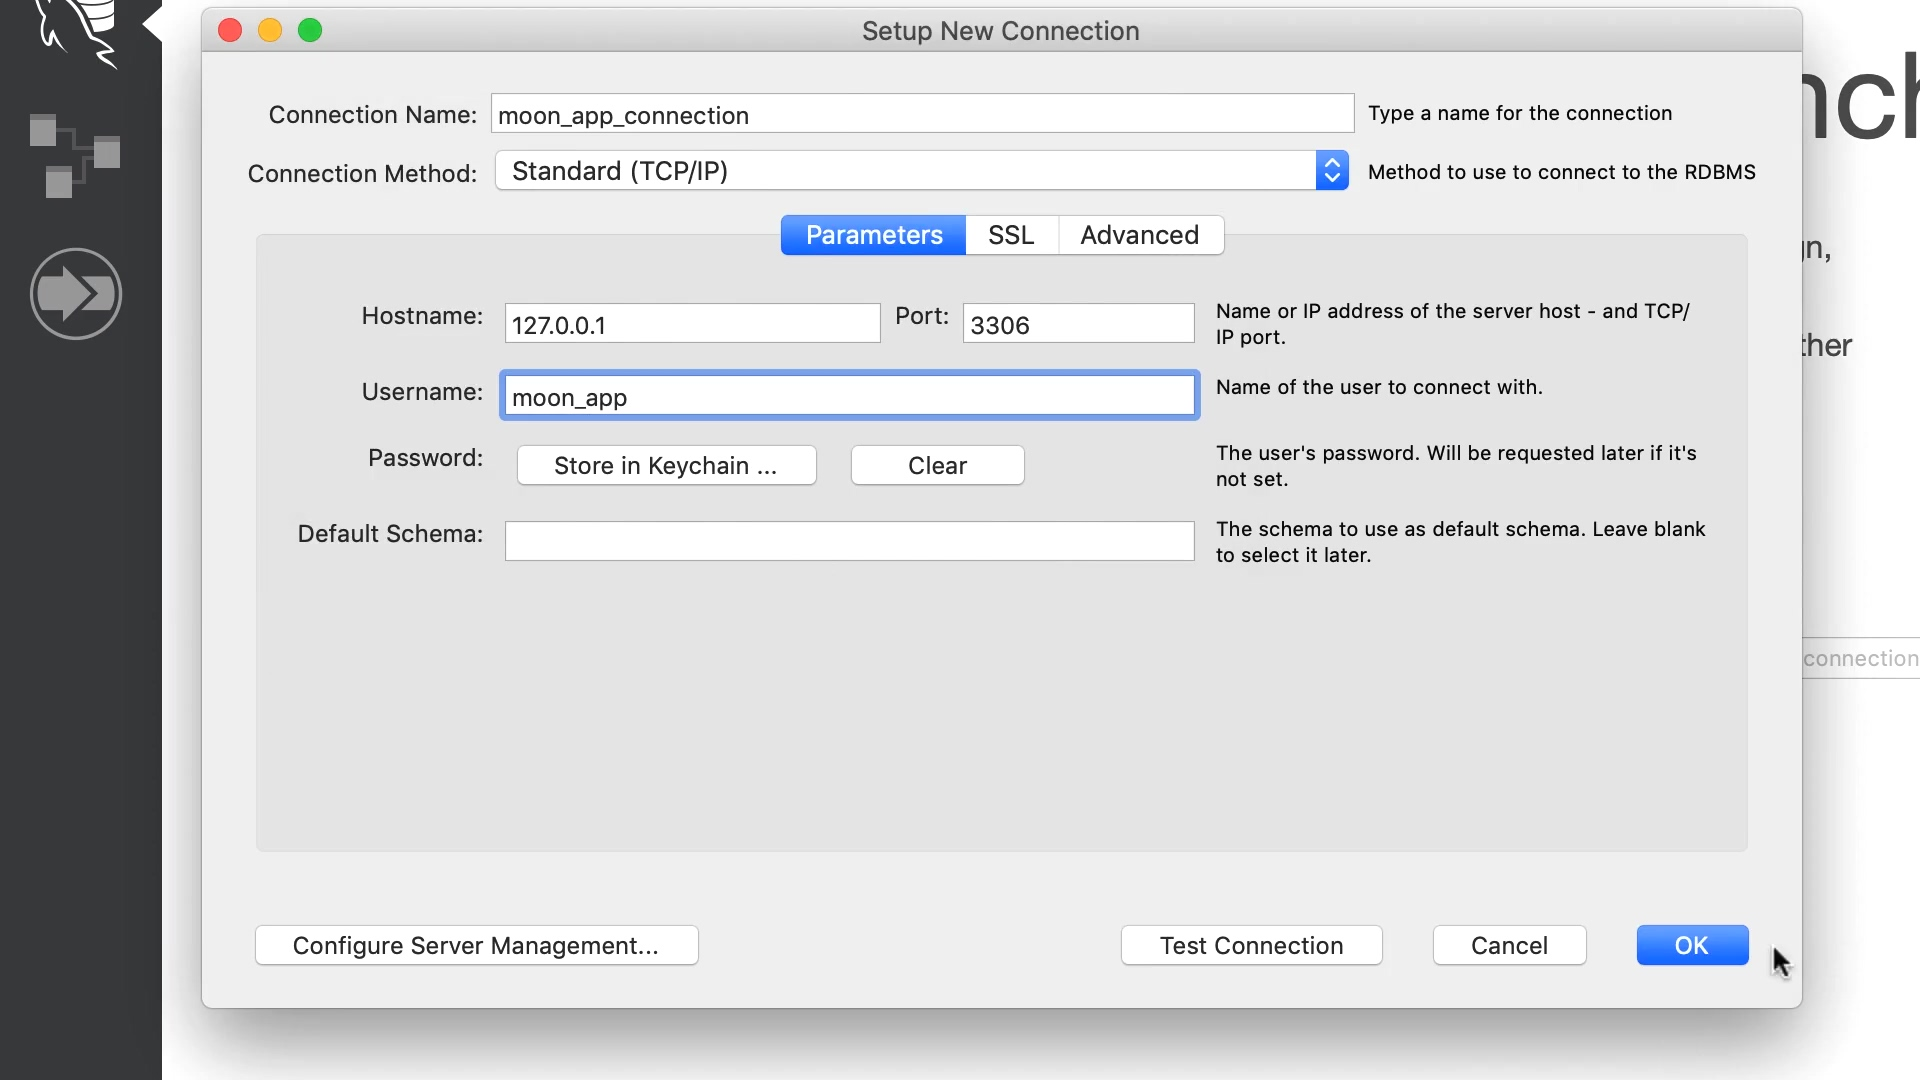 Setup New Connection
Connection Name: moon_app_connection Type a name for the connection
Connection Method: Standard (TCP/IP) Method to use to connect to the RDBMS
Parameters SSL Advanced
Hostname: 127.0.0.1 Port: 3306 Name or IP address of the server host - and TCP/
IP port.
Username: moon_app Name of the user to connect with.
Password: Store in Keychain ... Clear The user's password. Will be requested later if it's
not set.
Default Schema: The schema to use as default schema. Leave blank
to select it later.
connection
Configure Server Management... Test Connection Cancel OK